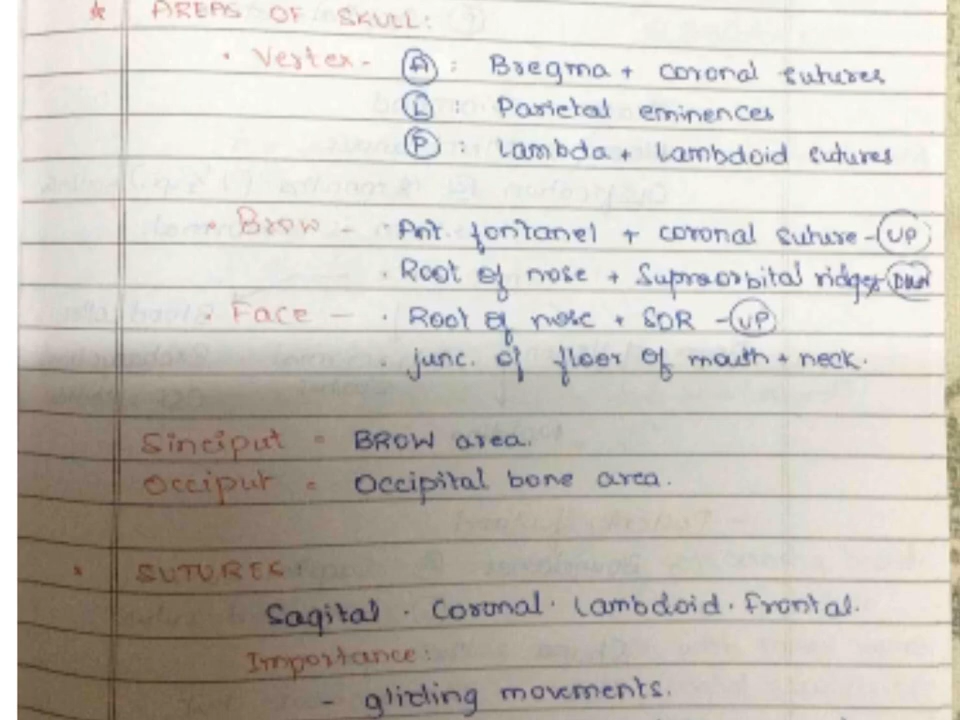 * AREAS OF SKULL:
• Vertex - Ⓐ : Bregma + coronal sutures
Ⓛ : Parietal eminences
Ⓟ : Lambda + Lambdoid sutures
• Brow - • Ant. fontanel + coronal suture - UP
• Root of nose + Supraorbital ridges -
• Face - • Root of nose + SOR - UP
• junc. of floor of mouth + neck.
Sinciput = BROW area.
Occiput = Occipital bone area.
* SUTURES:
Sagital · Coronal · Lambdoid · Frontal.
Importance:
- gliding movements.